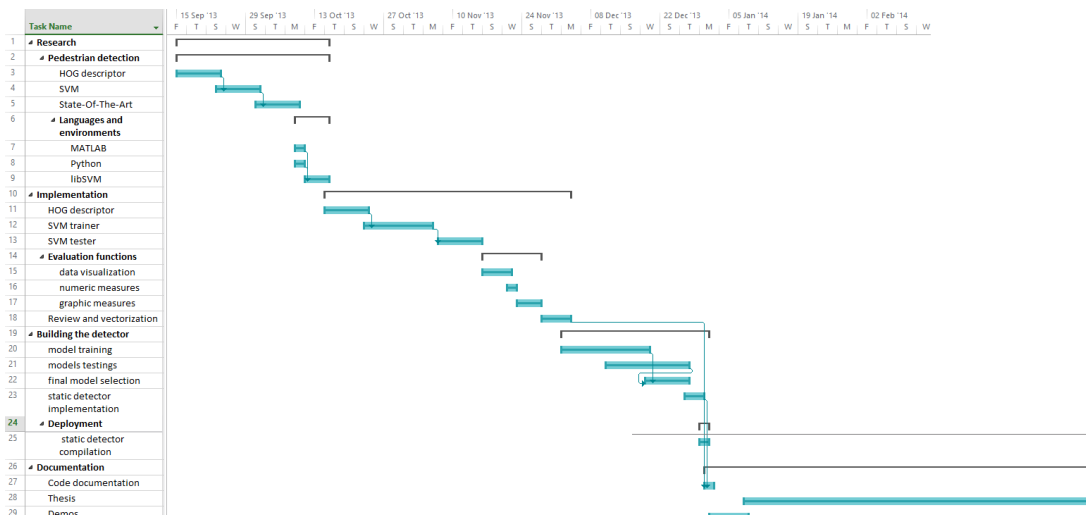 15 Sep '13 29 Sep '13 13 Oct '13 27 Oct '13 10 Nov '13 24 Nov '13 08 Dec '13 22 Dec '13 05 Jan '14 19 Jan '14 02 Feb '14
Task Name F T S W S T M F T S W S T M F T S W S T M F T S W S T M F T S W S T M F T S W
1 Research
2 Pedestrian detection
3 HOG descriptor
4 SVM
5 State-Of-The-Art
6 Languages and
environments
7 MATLAB
8 Python
9 libSVM
10 Implementation
11 HOG descriptor
12 SVM trainer
13 SVM tester
14 Evaluation functions
15 data visualization
16 numeric measures
17 graphic measures
18 Review and vectorization
19 Building the detector
20 model training
21 models testings
22 final model selection
23 static detector
implementation
24 Deployment
25 static detector
compilation
26 Documentation
27 Code documentation
28 Thesis
29 Demos